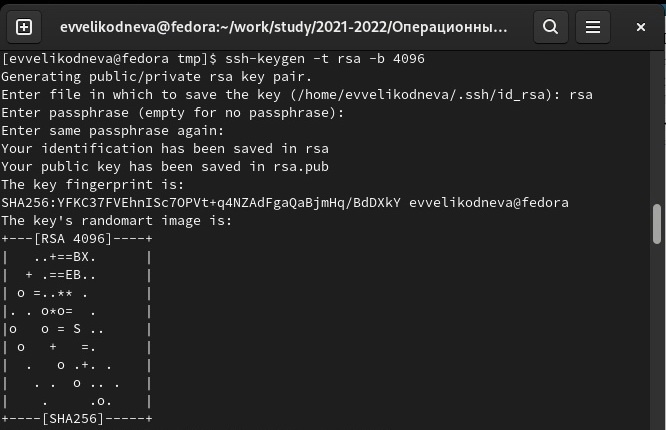 evvelikodneva@fedora:~/work/study/2021-2022/Операционны...
[evvelikodneva@fedora tmp]$ ssh-keygen -t rsa -b 4096
Generating public/private rsa key pair.
Enter file in which to save the key (/home/evvelikodneva/.ssh/id_rsa): rsa
Enter passphrase (empty for no passphrase):
Enter same passphrase again:
Your identification has been saved in rsa
Your public key has been saved in rsa.pub
The key fingerprint is:
SHA256:YFKC37FVEhnISc7OPVt+q4NZAdFgaQaBjmHq/BdDXkY evvelikodneva@fedora
The key's randomart image is:
+---[RSA 4096]----+
|   ..+==BX.      |
|  + .==EB..      |
| o =..** .       |
|. . o*o=  .      |
|o   o = S ..     |
| o   +   =.      |
|  .   o .+. .    |
|   . .  o .. .   |
|    .     .o.    |
+----[SHA256]-----+